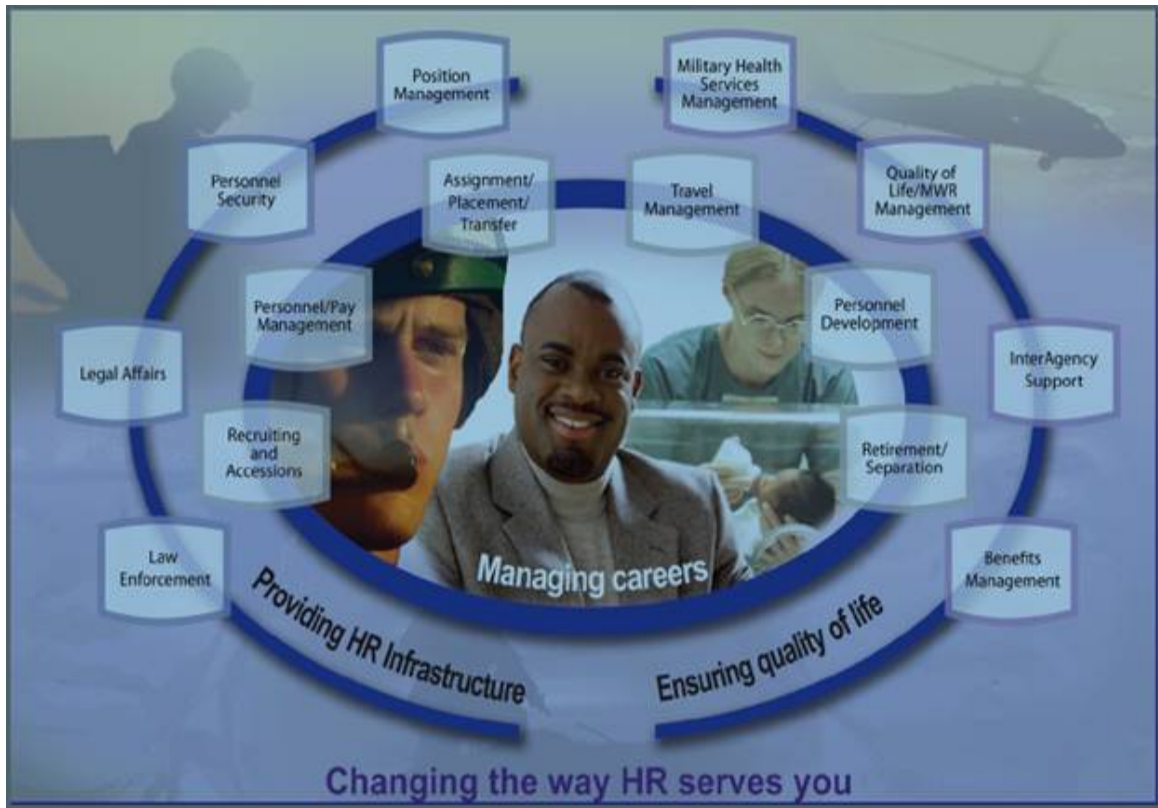 Position
Management
Military Health
Services
Management
Personnel
Security
Assignment/
Placement/
Transfer
Travel
Management
Quality of
Life/MWR
Management
Personnel/Pay
Management
Personnel
Development
Legal Affairs
InterAgency
Support
Recruiting
and
Accessions
Retirement/
Separation
Law
Enforcement
Benefits
Management
Managing careers
Providing HR Infrastructure
Ensuring quality of life
Changing the way HR serves you